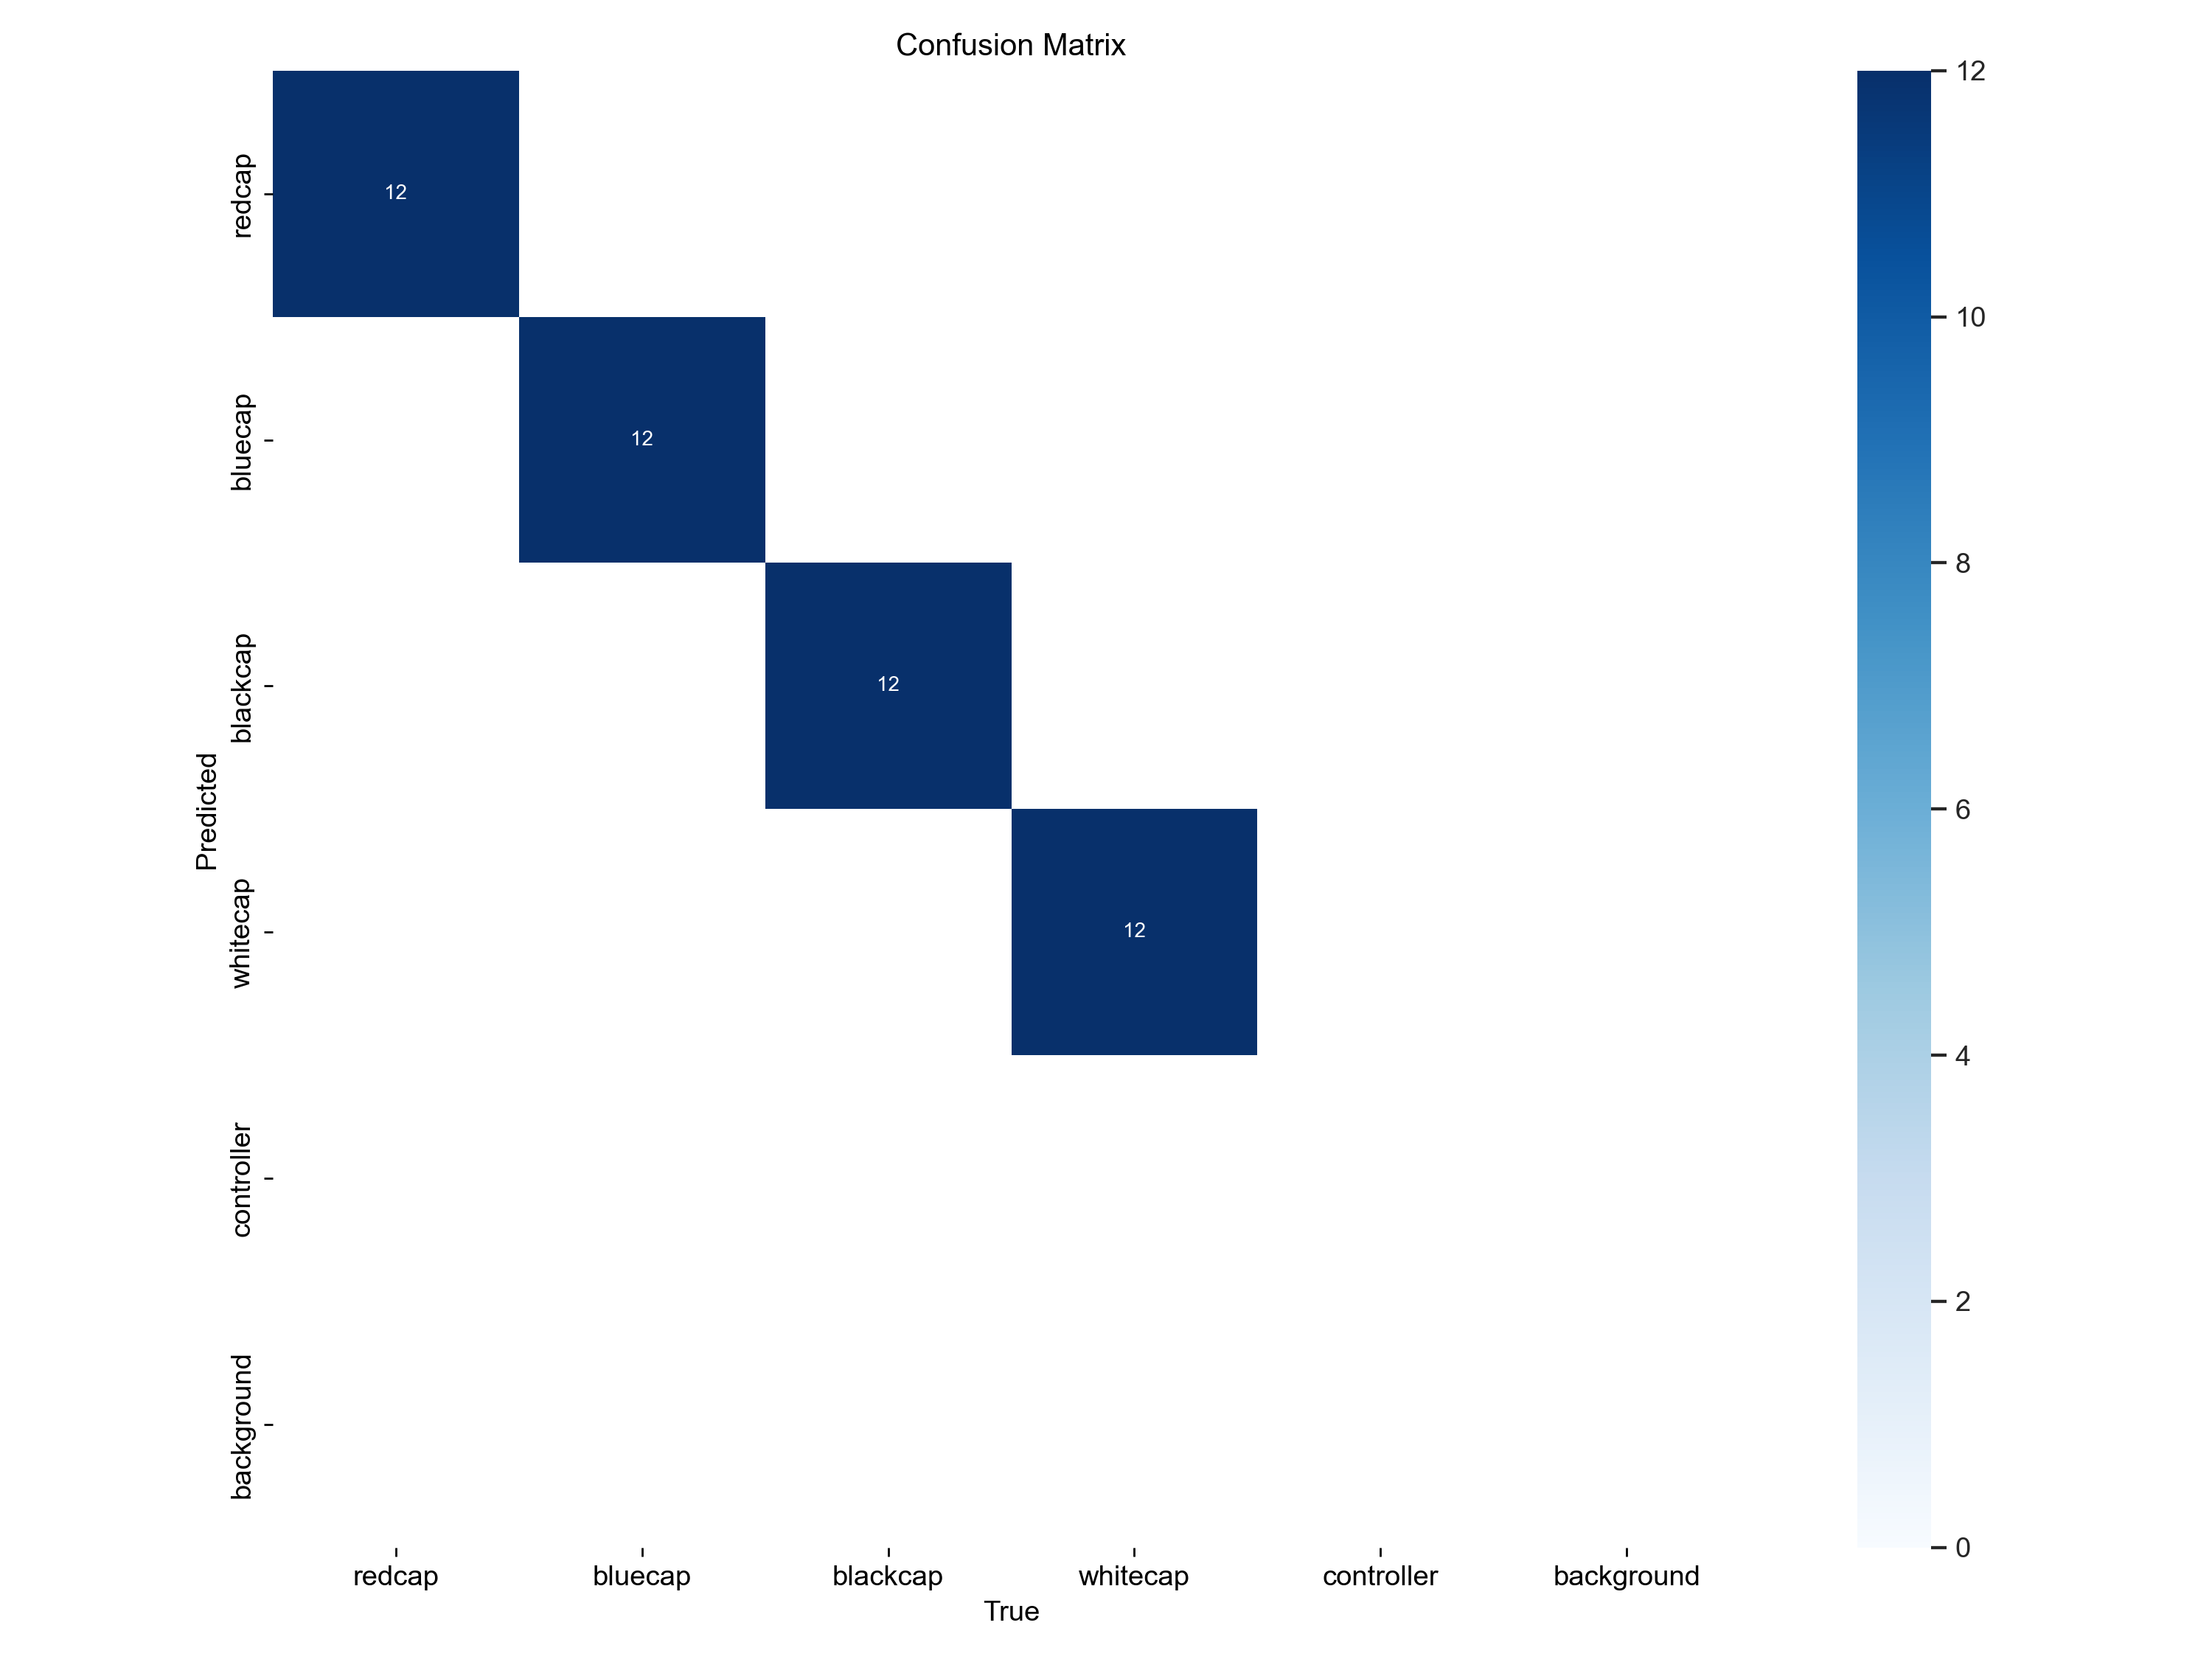 Confusion Matrix
redcap
12
bluecap
12
blackcap
12
whitecap
12
controller
background
Predicted
redcap bluecap blackcap whitecap controller background
True
12
10
8
6
4
2
0